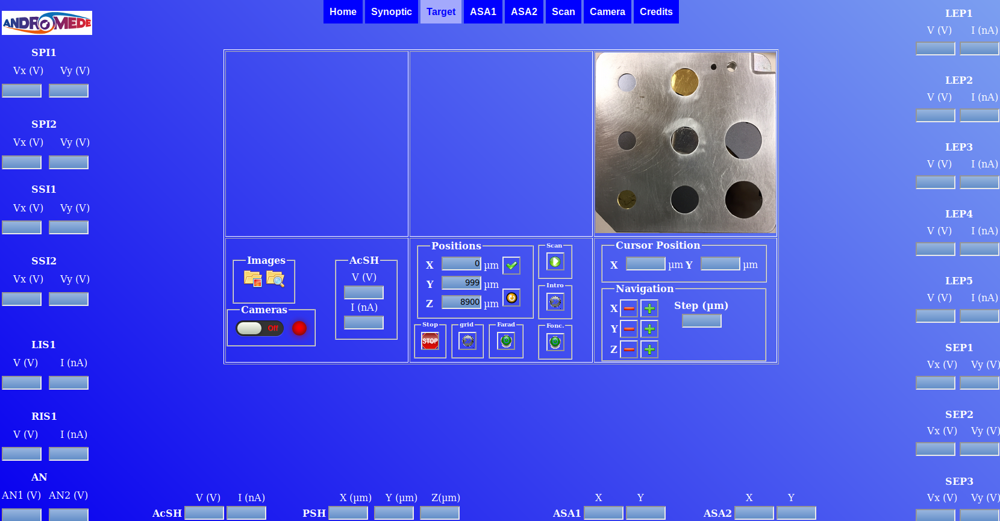 Home Synoptic Target ASA1 ASA2 Scan Camera Credits
ANDROMEDE
SPI1
Vx (V) Vy (V)
SPI2
Vx (V) Vy (V)
SSI1
Vx (V) Vy (V)
SSI2
Vx (V) Vy (V)
LIS1
V (V) I (nA)
RIS1
V (V) I (nA)
AN
AN1 (V) AN2 (V)
Images
Cameras
Off
AcSH
V (V)
I (nA)
Positions
X 0 µm
Y 999 µm
Z 8900 µm
Scan
Intro
Stop grid Farad Fonc.
STOP
Cursor Position
X µm Y µm
Navigation
X
Y
Z
Step (µm)
LEP1
V (V) I (nA)
LEP2
V (V) I (nA)
LEP3
V (V) I (nA)
LEP4
V (V) I (nA)
LEP5
V (V) I (nA)
SEP1
Vx (V) Vy (V)
SEP2
Vx (V) Vy (V)
SEP3
Vx (V) Vy (V)
V (V) I (nA) X (µm) Y (µm) Z(µm) X Y X Y
AcSH PSH ASA1 ASA2